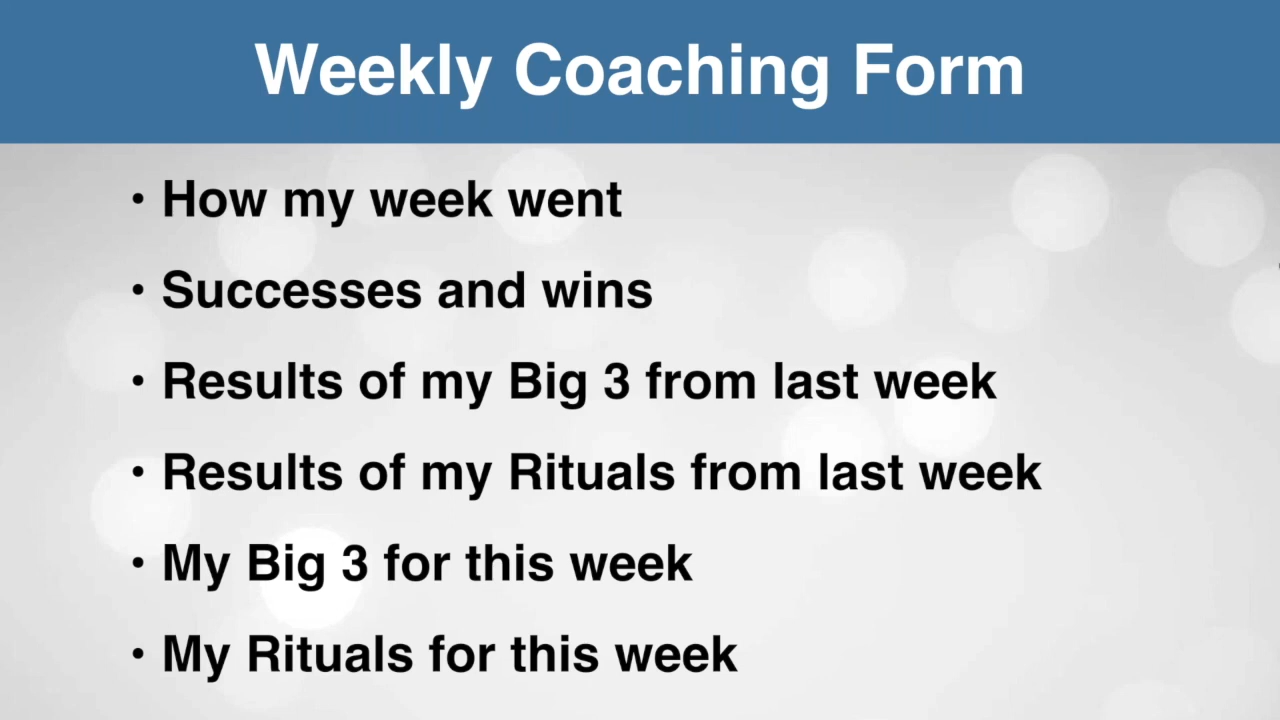 Weekly Coaching Form
• How my week went
• Successes and wins
• Results of my Big 3 from last week
• Results of my Rituals from last week
• My Big 3 for this week
• My Rituals for this week